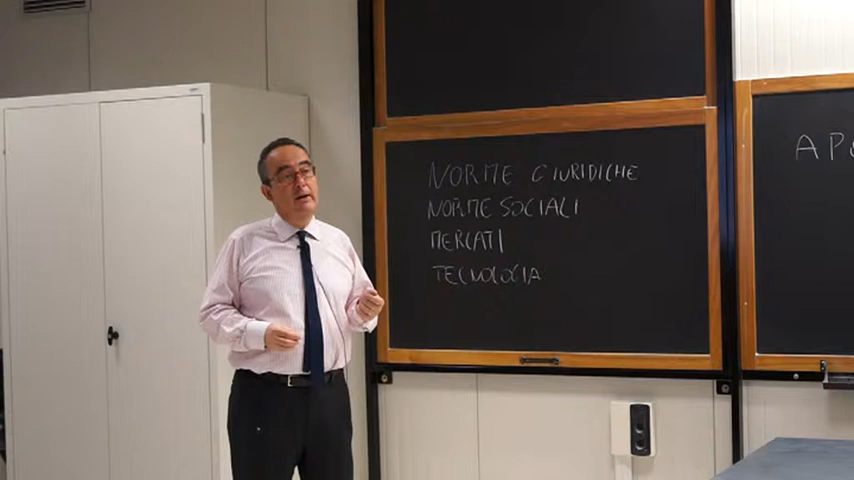 NORME GIURIDICHE
NORME SOCIALI
MERCATI
TECNOLOGIA